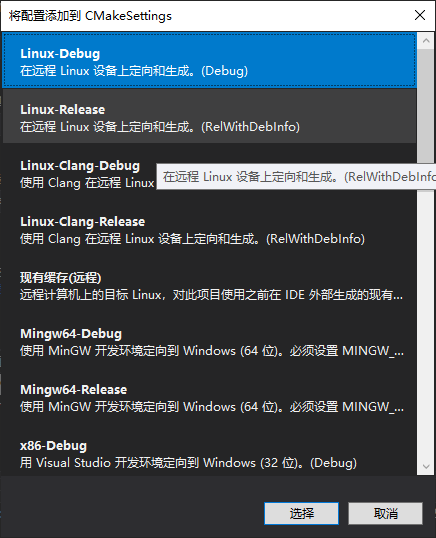 将配置添加到 CMakeSettings
Linux-Debug
在远程 Linux 设备上定向和生成。(Debug)
Linux-Release
在远程 Linux 设备上定向和生成。(RelWithDebInfo)
Linux-Clang-Debug
使用 Clang 在远程 Linux
在远程 Linux 设备上定向和生成。(RelWithDebInfo
Linux-Clang-Release
使用 Clang 在远程 Linux 设备上定向和生成。(RelWithDebInfo)
现有缓存(远程)
远程计算机上的目标 Linux，对此项目使用之前在 IDE 外部生成的现有...
Mingw64-Debug
使用 MinGW 开发环境定向到 Windows (64 位)。必须设置 MINGW_...
Mingw64-Release
使用 MinGW 开发环境定向到 Windows (64 位)。必须设置 MINGW_...
x86-Debug
用 Visual Studio 开发环境定向到 Windows (32 位)。(Debug)
选择
取消